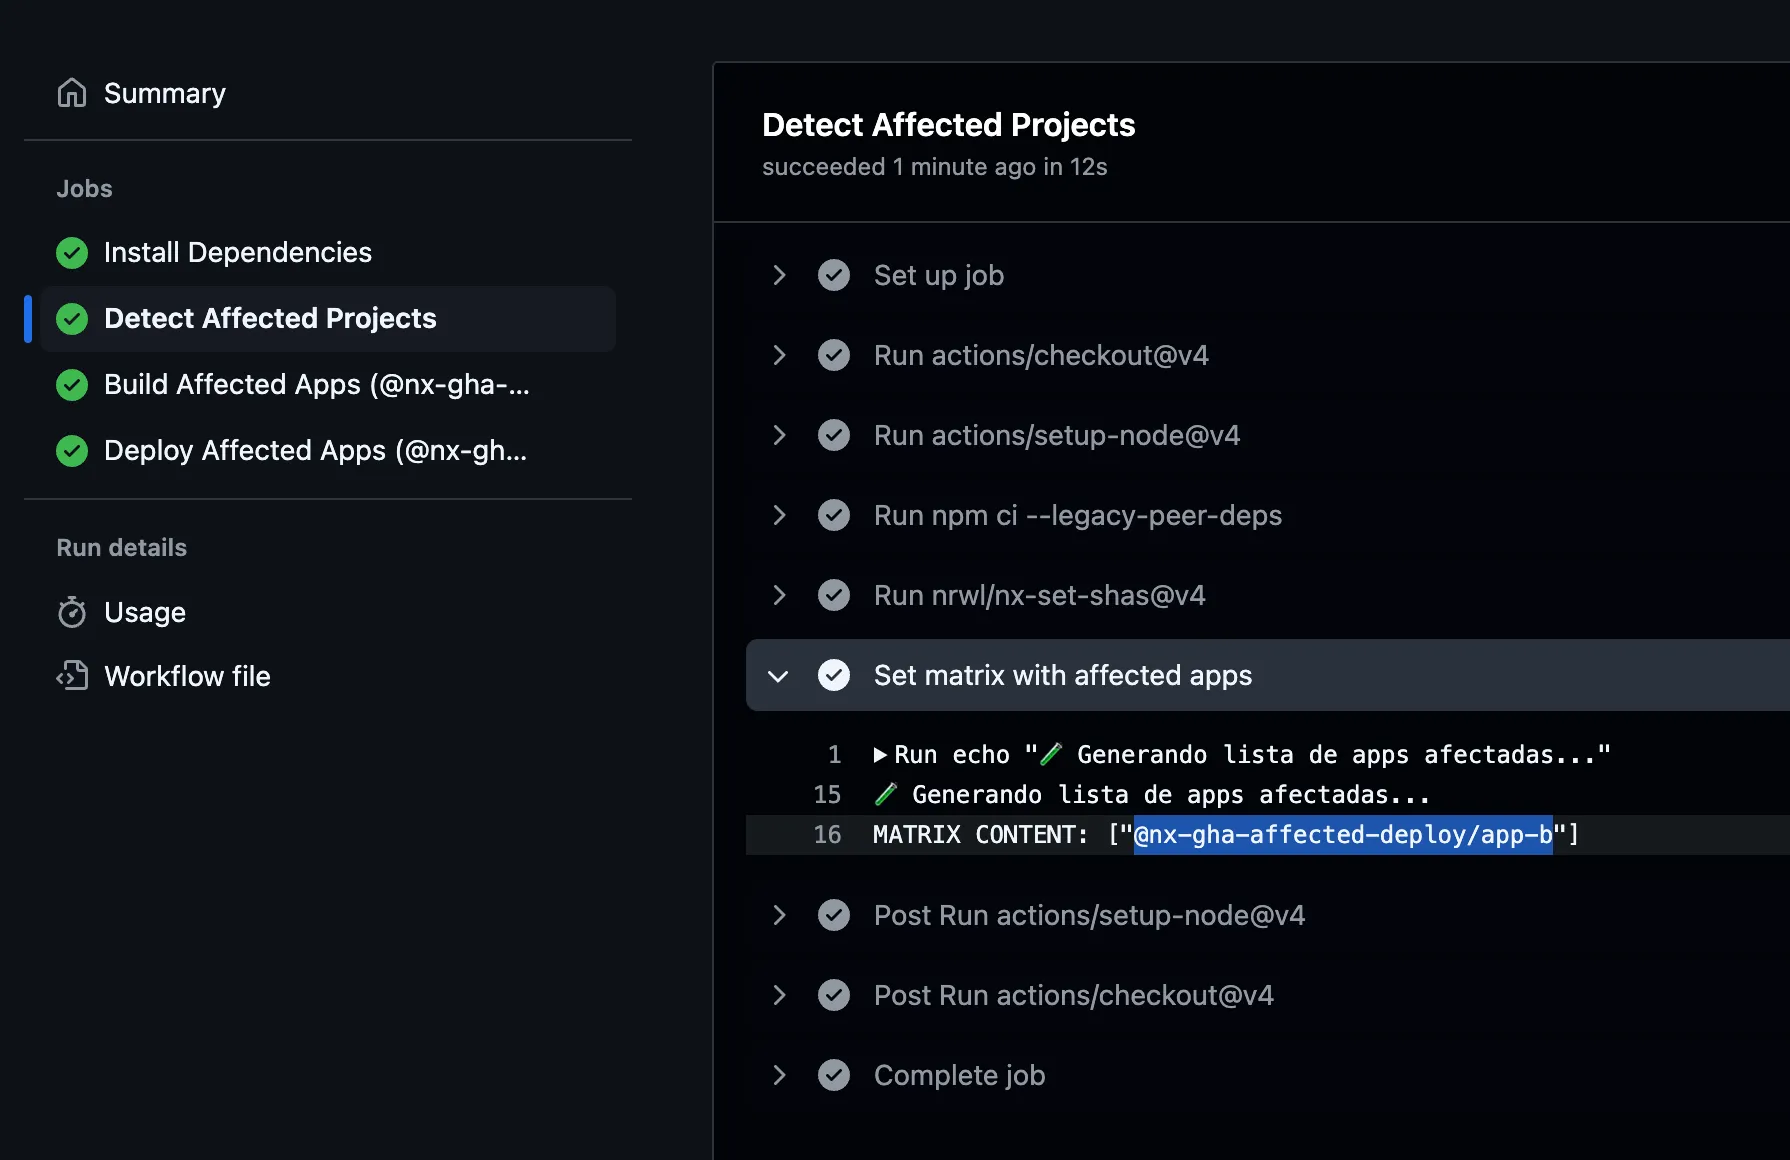 Summary
Jobs
Install Dependencies
Detect Affected Projects
Build Affected Apps (@nx-gha-...
Deploy Affected Apps (@nx-gh...
Run details
Usage
Workflow file
Detect Affected Projects
succeeded 1 minute ago in 12s
Set up job
Run actions/checkout@v4
Run actions/setup-node@v4
Run npm ci --legacy-peer-deps
Run nrwl/nx-set-shas@v4
Set matrix with affected apps
1 ▶Run echo "🧪 Generando lista de apps afectadas..."
15 🧪 Generando lista de apps afectadas...
16 MATRIX CONTENT: ["@nx-gha-affected-deploy/app-b"]
Post Run actions/setup-node@v4
Post Run actions/checkout@v4
Complete job